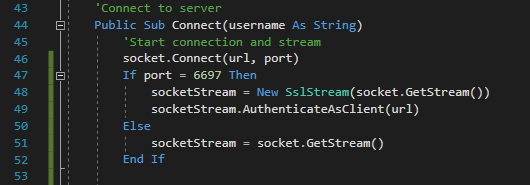 43 'Connect to server
44 Public Sub Connect(username As String)
45 'Start connection and stream
46 socket.Connect(url, port)
47 If port = 6697 Then
48 socketStream = New SslStream(socket.GetStream())
49 socketStream.AuthenticateAsClient(url)
50 Else
51 socketStream = socket.GetStream()
52 End If
53